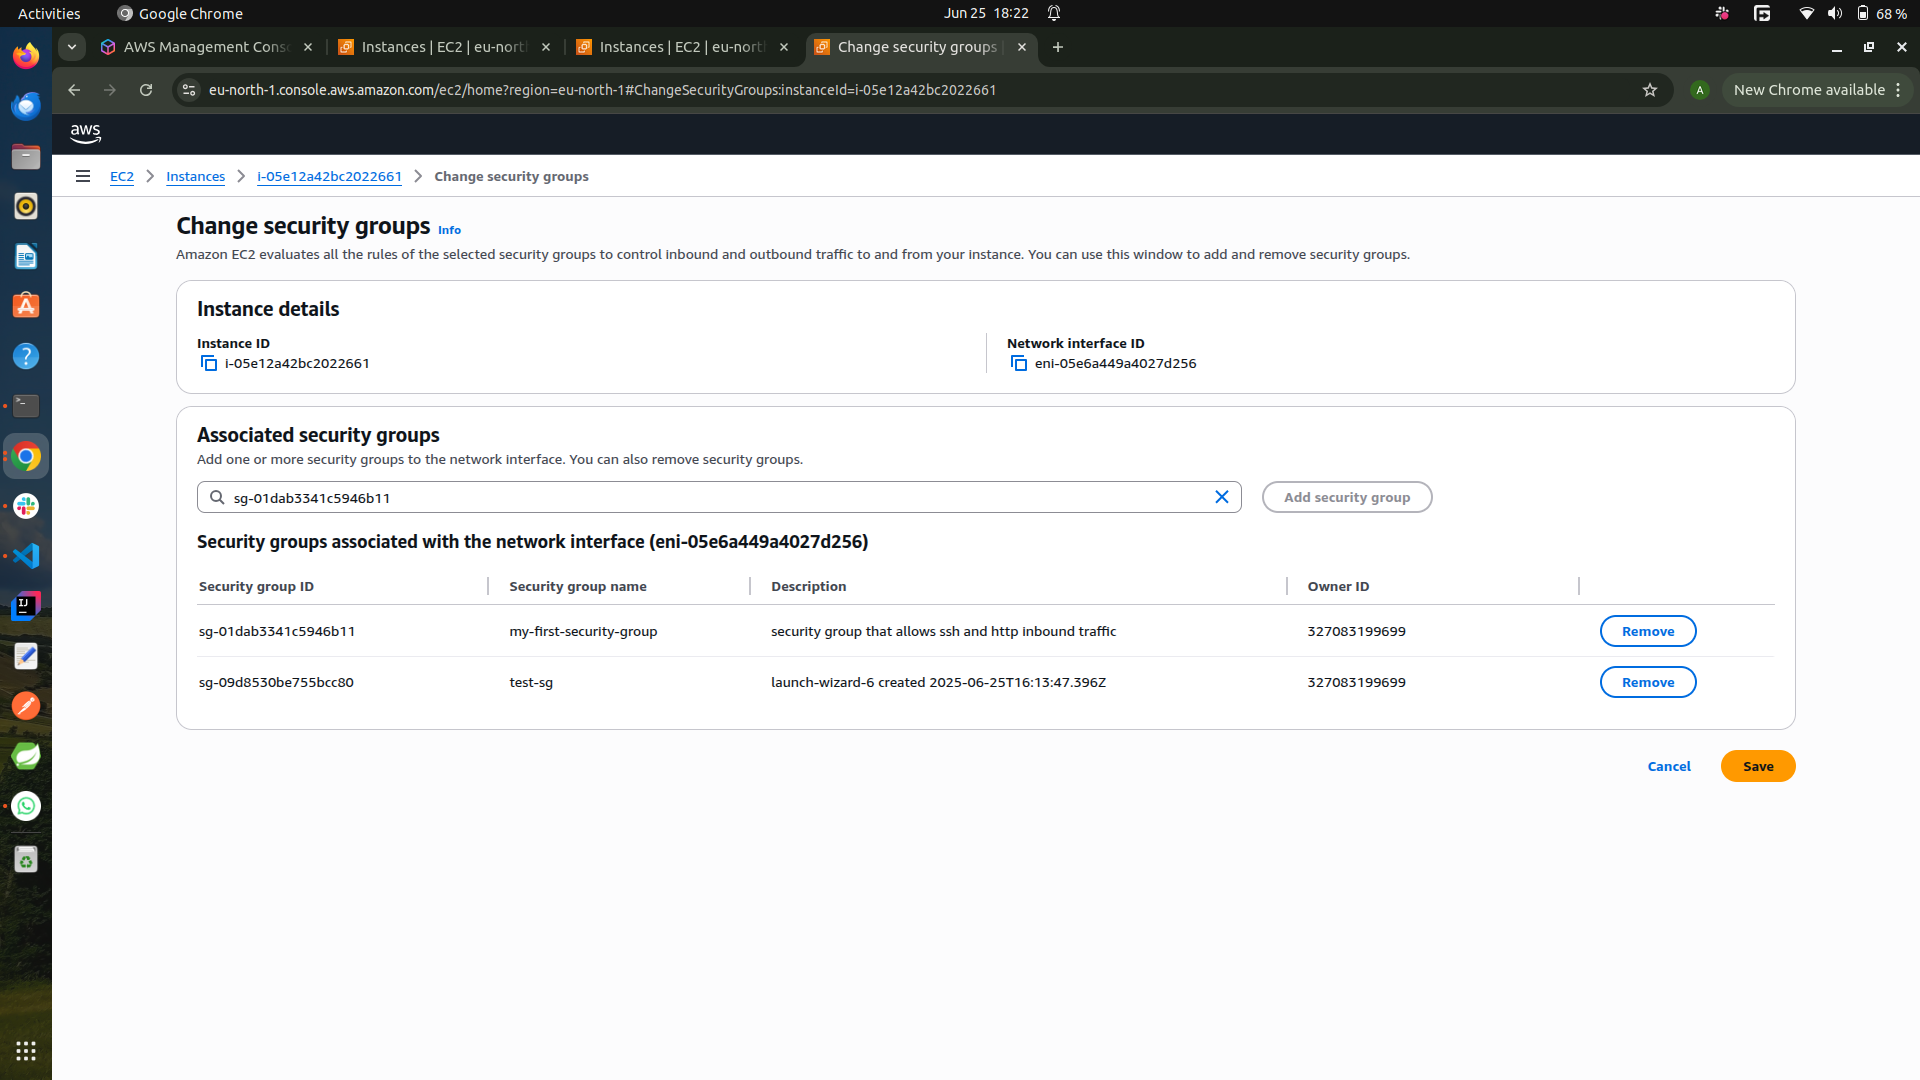 Activities
Google Chrome
Jun 25 18:22
68 %
AWS Management Cons
Instances | EC2 | eu-nort
Instances | EC2 | eu-nort
Change security groups |
eu-north-1.console.aws.amazon.com/ec2/home?region=eu-north-1#ChangeSecurityGroups:instanceId=i-05e12a42bc2022661
A
New Chrome available
aws
EC2
Instances
i-05e12a42bc2022661
Change security groups
Change security groups Info
Amazon EC2 evaluates all the rules of the selected security groups to control inbound and outbound traffic to and from your instance. You can use this window to add and remove security groups.
Instance details
Instance ID
i-05e12a42bc2022661
Network interface ID
eni-05e6a449a4027d256
Associated security groups
Add one or more security groups to the network interface. You can also remove security groups.
sg-01dab3341c5946b11
Add security group
Security groups associated with the network interface (eni-05e6a449a4027d256)
Security group ID
Security group name
Description
Owner ID
sg-01dab3341c5946b11
my-first-security-group
security group that allows ssh and http inbound traffic
327083199699
Remove
sg-09d8530be755bcc80
test-sg
launch-wizard-6 created 2025-06-25T16:13:47.396Z
327083199699
Remove
Cancel
Save